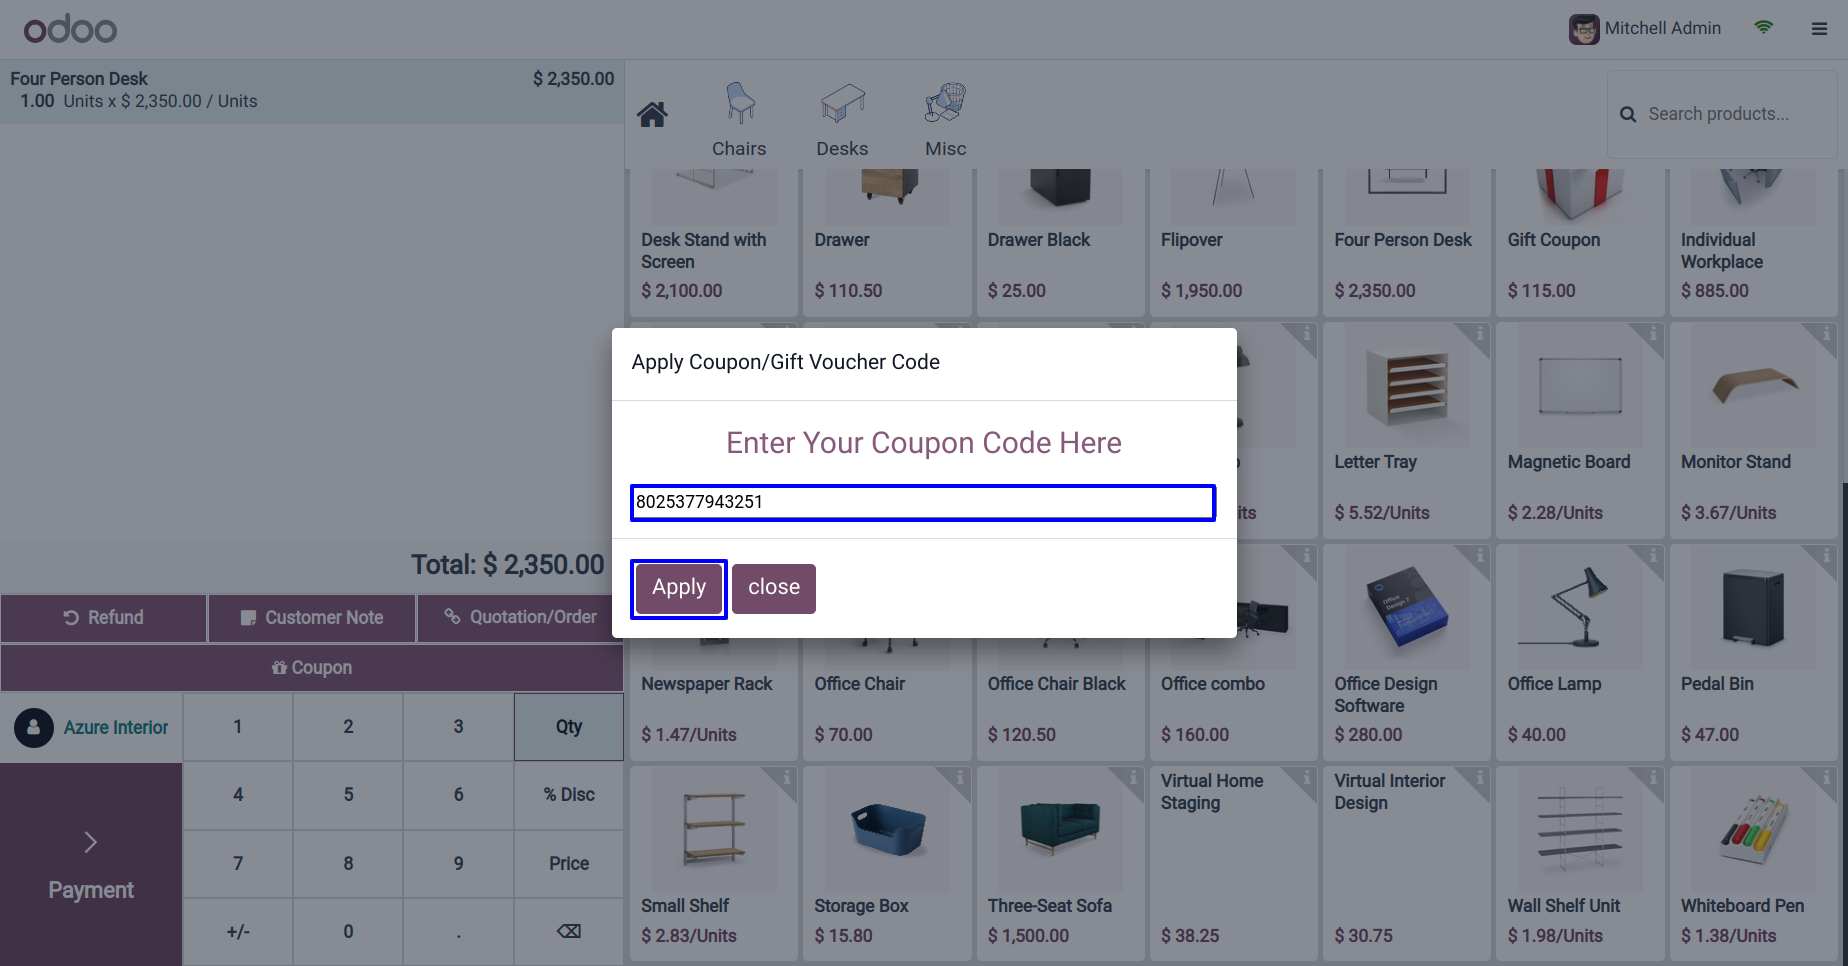 odoo
Mitchell Admin
Four Person Desk $ 2,350.00
1.00 Units x $ 2,350.00 / Units
Chairs Desks Misc
Search products...
Desk Stand with Screen
$ 2,100.00
Drawer
$ 110.50
Drawer Black
$ 25.00
Flipover
$ 1,950.00
Four Person Desk
$ 2,350.00
Gift Coupon
$ 115.00
Individual Workplace
$ 885.00
Apply Coupon/Gift Voucher Code
Enter Your Coupon Code Here
8025377943251
Apply close
Letter Tray
$ 5.52/Units
Magnetic Board
$ 2.28/Units
Monitor Stand
$ 3.67/Units
Total: $ 2,350.00
Refund Customer Note Quotation/Order
Coupon
Azure Interior
1 2 3 Qty
4 5 6 % Disc
7 8 9 Price
+/- 0 .
Payment
Newspaper Rack
$ 1.47/Units
Office Chair
$ 70.00
Office Chair Black
$ 120.50
Office combo
$ 160.00
Office Design Software
$ 280.00
Office Lamp
$ 40.00
Pedal Bin
$ 47.00
Small Shelf
$ 2.83/Units
Storage Box
$ 15.80
Three-Seat Sofa
$ 1,500.00
Virtual Home Staging
$ 38.25
Virtual Interior Design
$ 30.75
Wall Shelf Unit
$ 1.98/Units
Whiteboard Pen
$ 1.38/Units